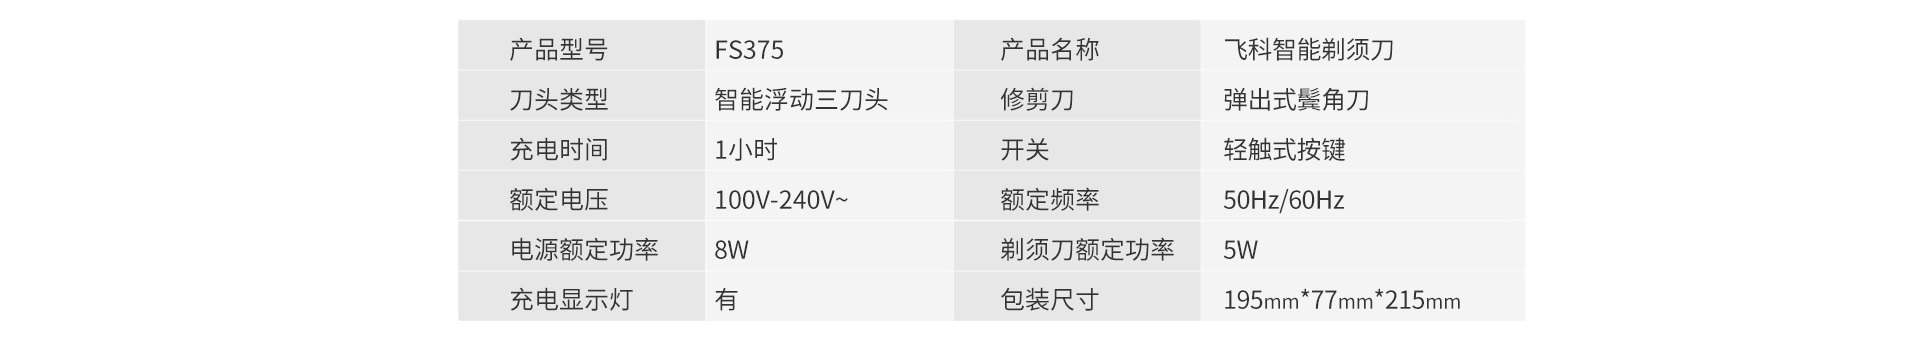 产品型号 FS375 产品名称 飞科智能剃须刀
刀头类型 智能浮动三刀头 修剪刀 弹出式鬓角刀
充电时间 1小时 开关 轻触式按键
额定电压 100V-240V~ 额定频率 50Hz/60Hz
电源额定功率 8W 剃须刀额定功率 5W
充电显示灯 有 包装尺寸 195mm*77mm*215mm